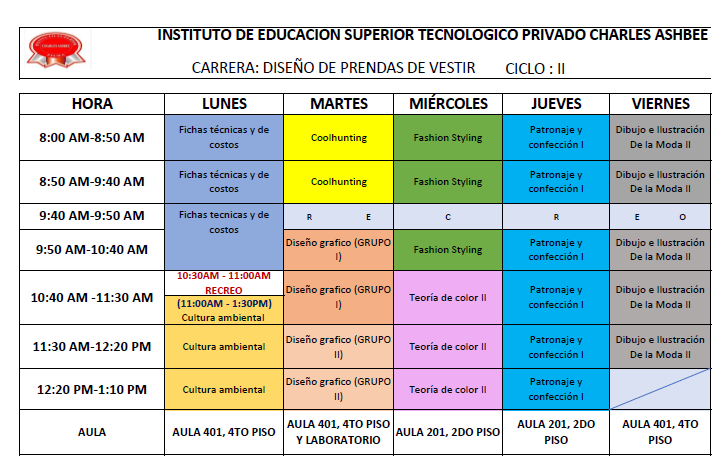 INSTITUTO DE EDUCACION SUPERIOR TECNOLOGICO PRIVADO CHARLES ASHBEE
CHARLES ASHBEE
CARRERA: DISEÑO DE PRENDAS DE VESTIR CICLO : II
HORA LUNES MARTES MIÉRCOLES JUEVES VIERNES
8:00 AM-8:50 AM
Fichas técnicas y de
costos
Coolhunting
Fashion Styling
Patronaje y
confección I
Dibujo e Ilustración
De la Moda II
8:50 AM-9:40 AM
Fichas técnicas y de
costos
Coolhunting
Fashion Styling
Patronaje y
confección I
Dibujo e Ilustración
De la Moda II
9:40 AM-9:50 AM
Fichas tecnicas y de
costos
R E C R E O
9:50 AM-10:40 AM
Diseño grafico (GRUPO
I)
Fashion Styling
Patronaje y
confección I
Dibujo e Ilustración
De la Moda II
10:40 AM -11:30 AM
10:30AM - 11:00AM
RECREO
(11:00AM - 1:30PM)
Cultura ambiental
Diseño grafico (GRUPO
I)
Teoría de color II
Patronaje y
confección I
Dibujo e Ilustración
De la Moda II
11:30 AM-12:20 PM
Cultura ambiental
Diseño grafico (GRUPO
II)
Teoría de color II
Patronaje y
confección I
Dibujo e Ilustración
De la Moda II
12:20 PM-1:10 PM
Cultura ambiental
Diseño grafico (GRUPO
II)
Teoría de color II
Patronaje y
confección I
AULA
AULA 401, 4TO PISO
AULA 401, 4TO PISO
Y LABORATORIO
AULA 201, 2DO PISO
AULA 201, 2DO
PISO
AULA 401, 4TO
PISO